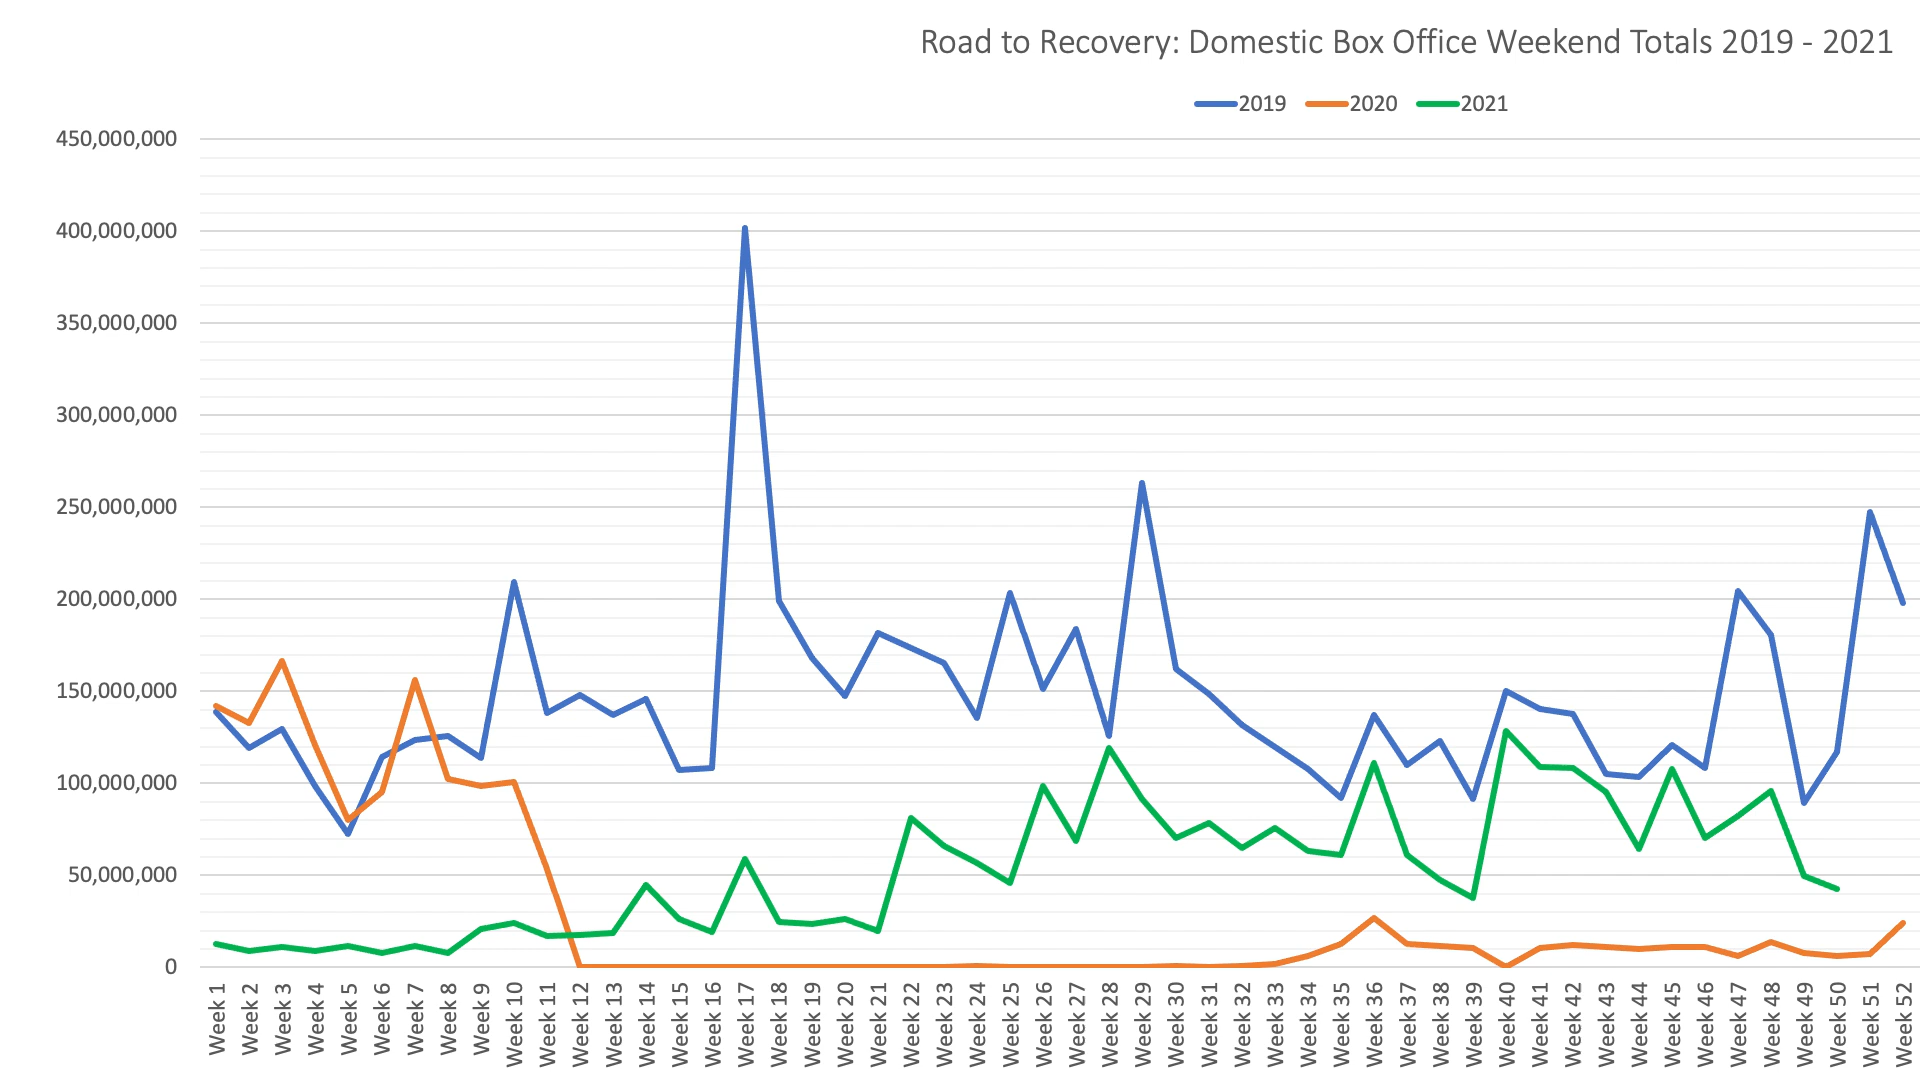 Road to Recovery: Domestic Box Office Weekend Totals 2019 - 2021
2019 2020 2021
450,000,000
400,000,000
350,000,000
300,000,000
250,000,000
200,000,000
150,000,000
100,000,000
50,000,000
0
Week 1
Week 2
Week 3
Week 4
Week 5
Week 6
Week 7
Week 8
Week 9
Week 10
Week 11
Week 12
Week 13
Week 14
Week 15
Week 16
Week 17
Week 18
Week 19
Week 20
Week 21
Week 22
Week 23
Week 24
Week 25
Week 26
Week 27
Week 28
Week 29
Week 30
Week 31
Week 32
Week 33
Week 34
Week 35
Week 36
Week 37
Week 38
Week 39
Week 40
Week 41
Week 42
Week 43
Week 44
Week 45
Week 46
Week 47
Week 48
Week 49
Week 50
Week 51
Week 52